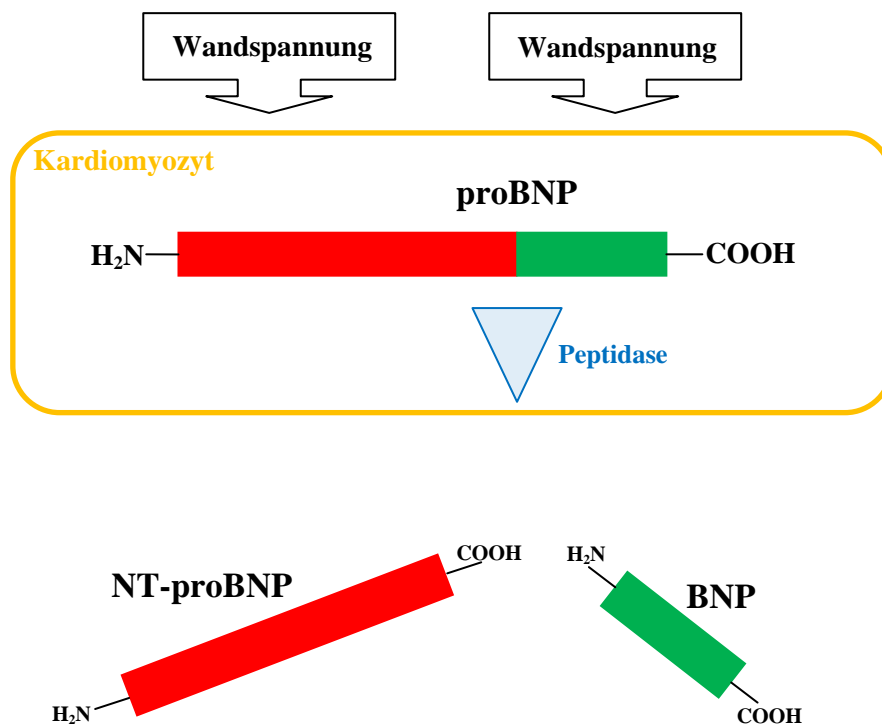 Wandspannung
Wandspannung
Kardiomyozyt
proBNP
H₂N
COOH
Peptidase
NT-proBNP
COOH
H₂N
BNP
H₂N
COOH